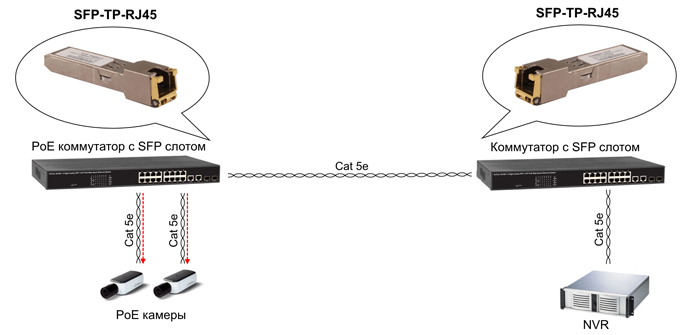 SFP-TP-RJ45
SFP-TP-RJ45
PoE коммутатор с SFP слотом
Коммутатор с SFP слотом
Cat 5e
Cat 5e
Cat 5e
Cat 5e
PoE камеры
NVR